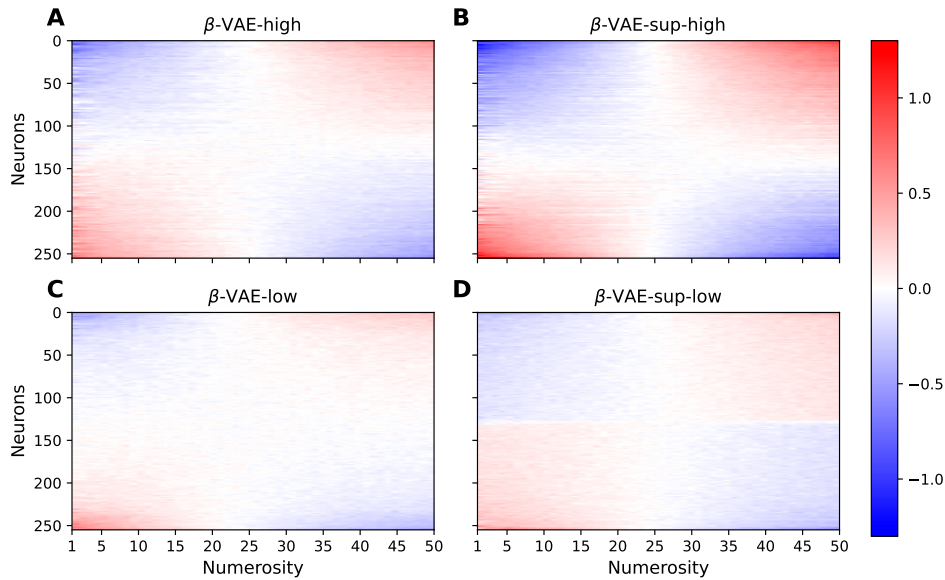 A
β-VAE-high
B
β-VAE-sup-high
Neurons
0
50
100
150
200
250
1.0
0.5
0.0
−0.5
−1.0
C
β-VAE-low
D
β-VAE-sup-low
Neurons
0
50
100
150
200
250
1 5 10 15 20 25 30 35 40 45 50
1 5 10 15 20 25 30 35 40 45 50
Numerosity
Numerosity